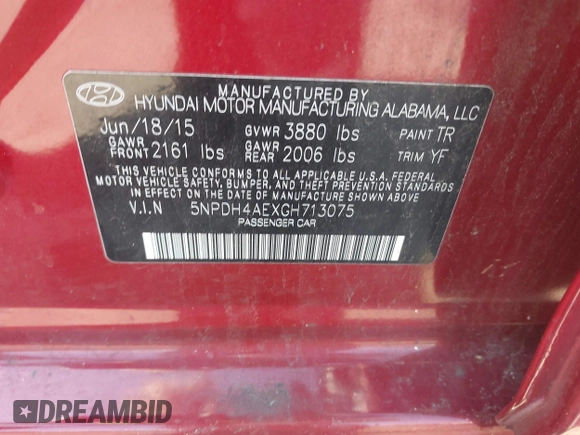 MANUFACTURED BY
HYUNDAI MOTOR MANUFACTURING ALABAMA, LLC
Jun/18/15 GVWR 3880 lbs PAINT TR
GAWR FRONT 2161 lbs GAWR REAR 2006 lbs TRIM YF
THIS VEHICLE CONFORMS TO ALL APPLICABLE U.S.A. FEDERAL
MOTOR VEHICLE SAFETY, BUMPER, AND THEFT PREVENTION STANDARDS
IN EFFECT ON THE DATE OF MANUFACTURE SHOWN ABOVE.
V.I.N 5NPDH4AEXGH713075
PASSENGER CAR
DREAMBID